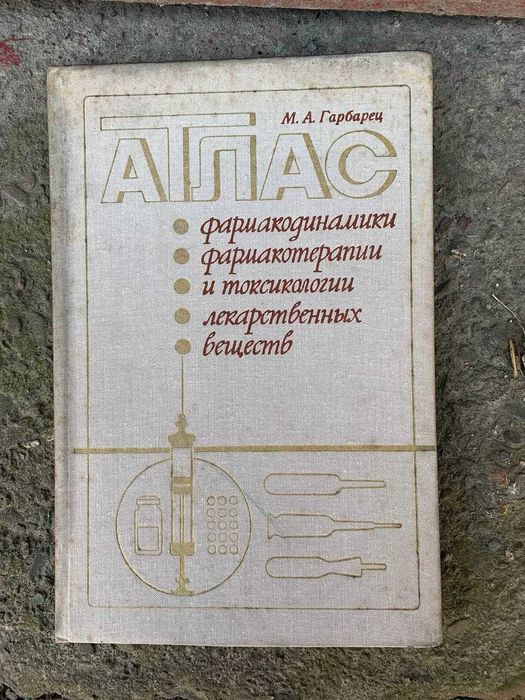 М. А. Гарбарец
АТЛАС
фармакодинамики
фармакотерапии
и токсикологии
лекарственных
веществ